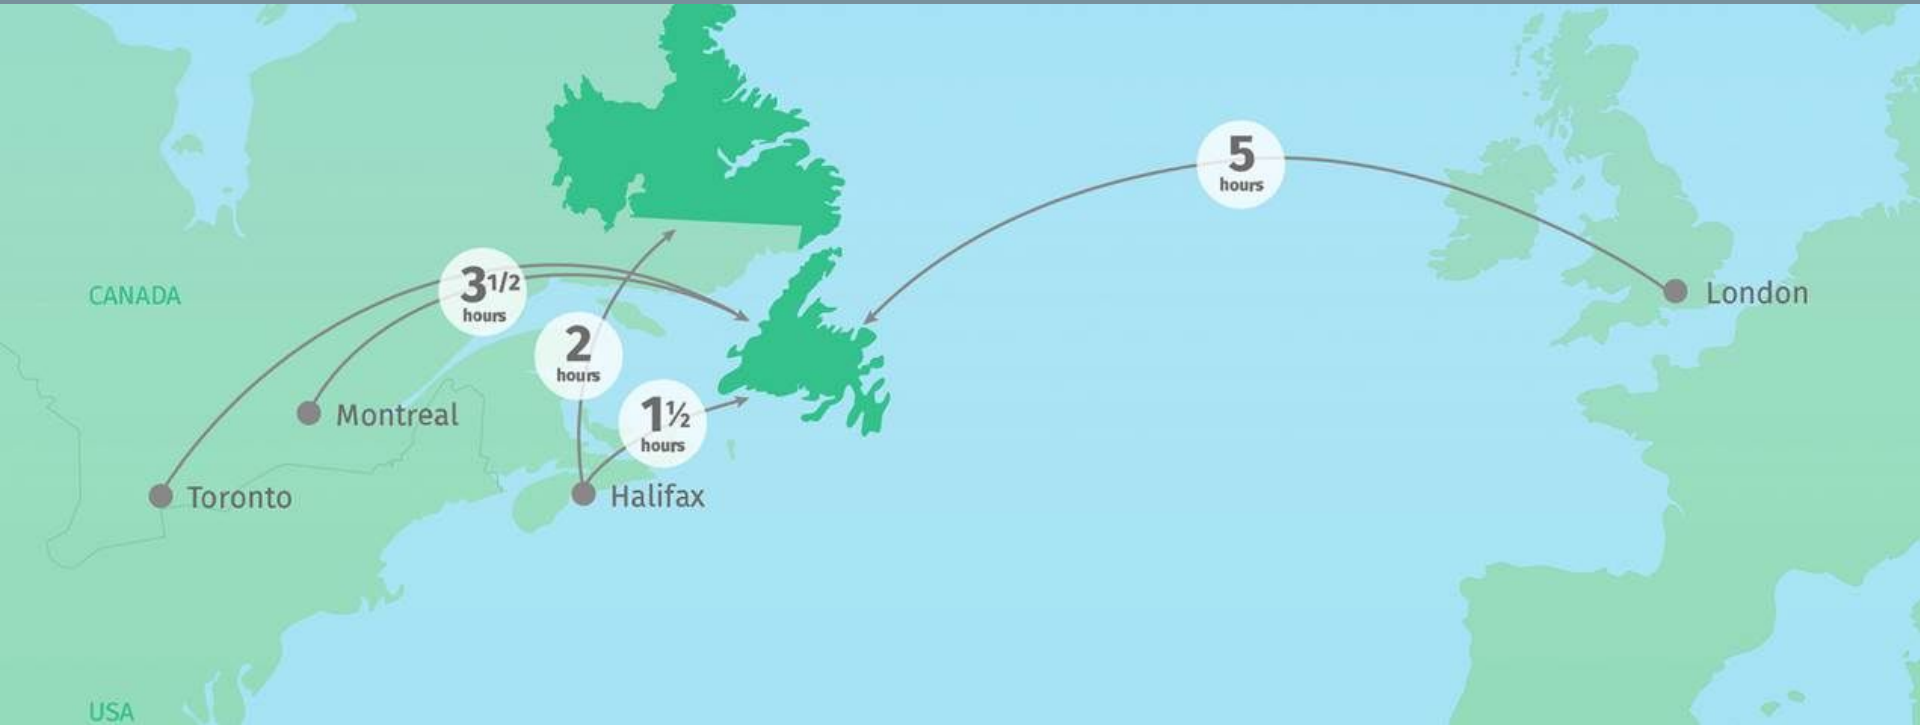 5
hours
CANADA
3 1/2
hours
London
2
hours
1½
hours
Montreal
Toronto
Halifax
USA